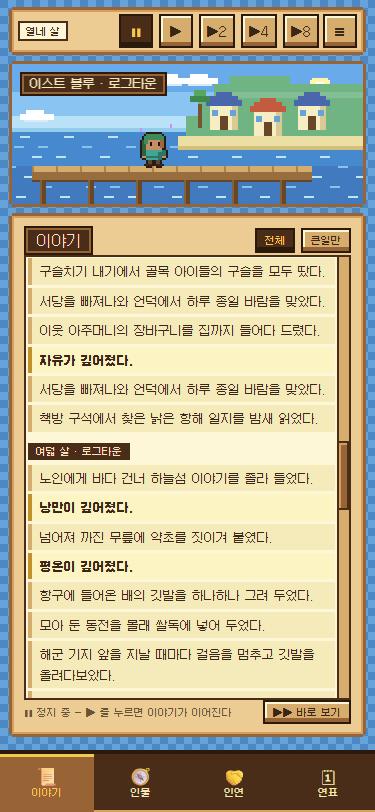 열네 살
▶2
▶4
▶8
이스트 블루 · 로그타운
이야기
전체
큰일만
구슬치기 내기에서 골목 아이들의 구슬을 모두 땄다.
서당을 빠져나와 언덕에서 하루 종일 바람을 맞았다.
이웃 아주머니의 장바구니를 집까지 들어다 드렸다.
자유가 깊어졌다.
서당을 빠져나와 언덕에서 하루 종일 바람을 맞았다.
책방 구석에서 찾은 낡은 항해 일지를 밤새 읽었다.
여덟 살 · 로그타운
노인에게 바다 건너 하늘섬 이야기를 졸라 들었다.
낭만이 깊어졌다.
넘어져 까진 무릎에 약초를 짓이겨 붙였다.
평온이 깊어졌다.
항구에 들어온 배의 깃발을 하나하나 그려 두었다.
모아 둔 동전을 몰래 쌀독에 넣어 두었다.
해군 기지 앞을 지날 때마다 걸음을 멈추고 깃발을
올려다보았다.
정지 중 — ▶ 를 누르면 이야기가 이어진다
▶▶ 바로 보기
이야기
인물
인연
연표